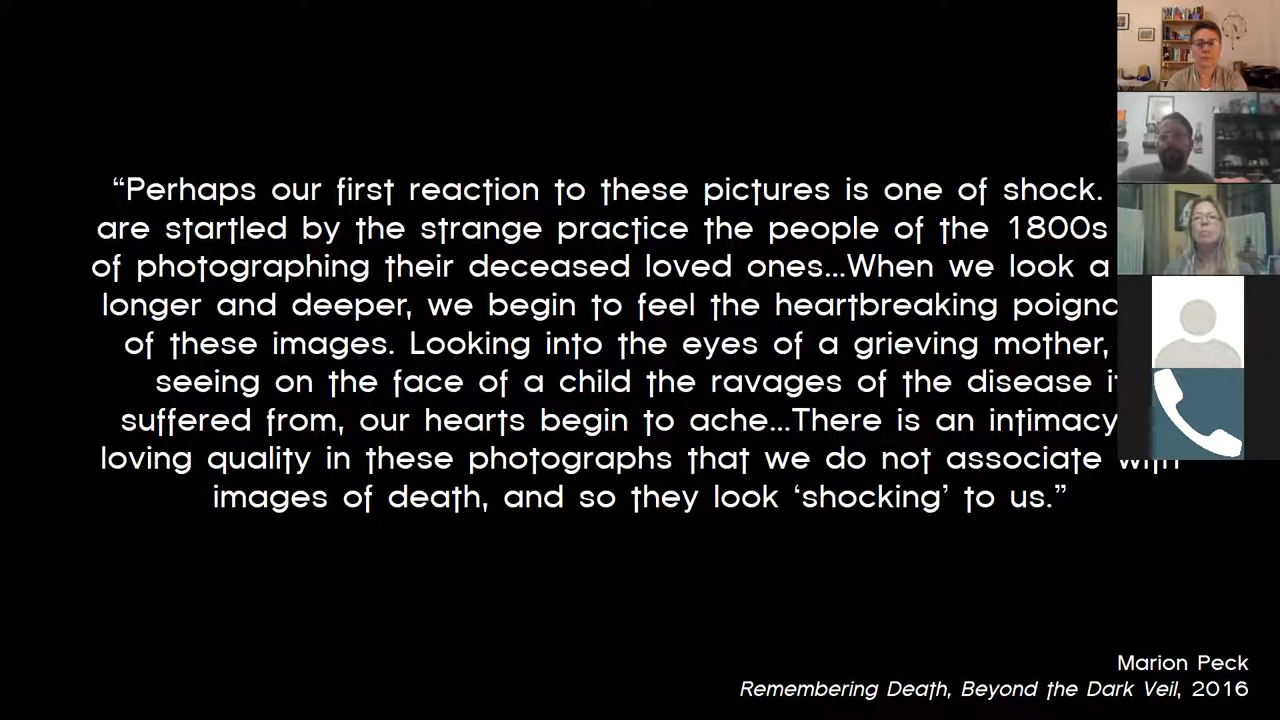 “Perhaps our first reaction to these pictures is one of shock.
are startled by the strange practice the people of the 1800s
of photographing their deceased loved ones...When we look a
longer and deeper, we begin to feel the heartbreaking
of these images. Looking into the eyes of a grieving mother,
seeing on the face of a child the ravages of the disease
suffered from, our hearts begin to ache...There is an intimacy
loving quality in these photographs that we do not associate with
images of death, and so they look ‘shocking’ to us.”
Marion Peck
Remembering Death, Beyond the Dark Veil, 2016